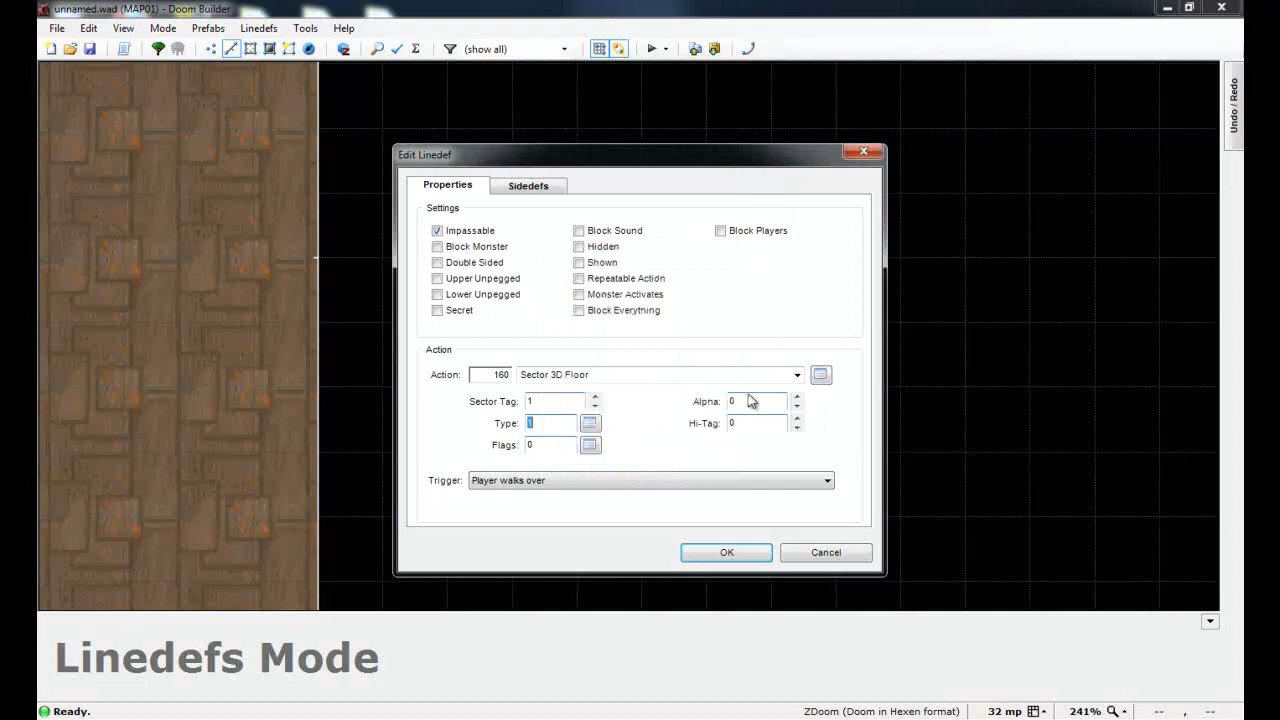 unnamed.wad (MAP01) - Doom Builder
File Edit View Mode Prefabs Linedefs Tools Help
(show all)
Undo / Redo
Edit Linedef
Properties Sidedefs
Settings
Impassable Block Sound Block Players
Block Monster Hidden
Double Sided Shown
Upper Unpegged Repeatable Action
Lower Unpegged Monster Activates
Secret Block Everything
Action
Action: 160 Sector 3D Floor
Sector Tag: 1 Alpha: 0
Type: 1 Hi-Tag: 0
Flags: 0
Trigger: Player walks over
OK Cancel
Linedefs Mode
Ready. ZDoom (Doom in Hexen format) 32 mp 241% -- , --